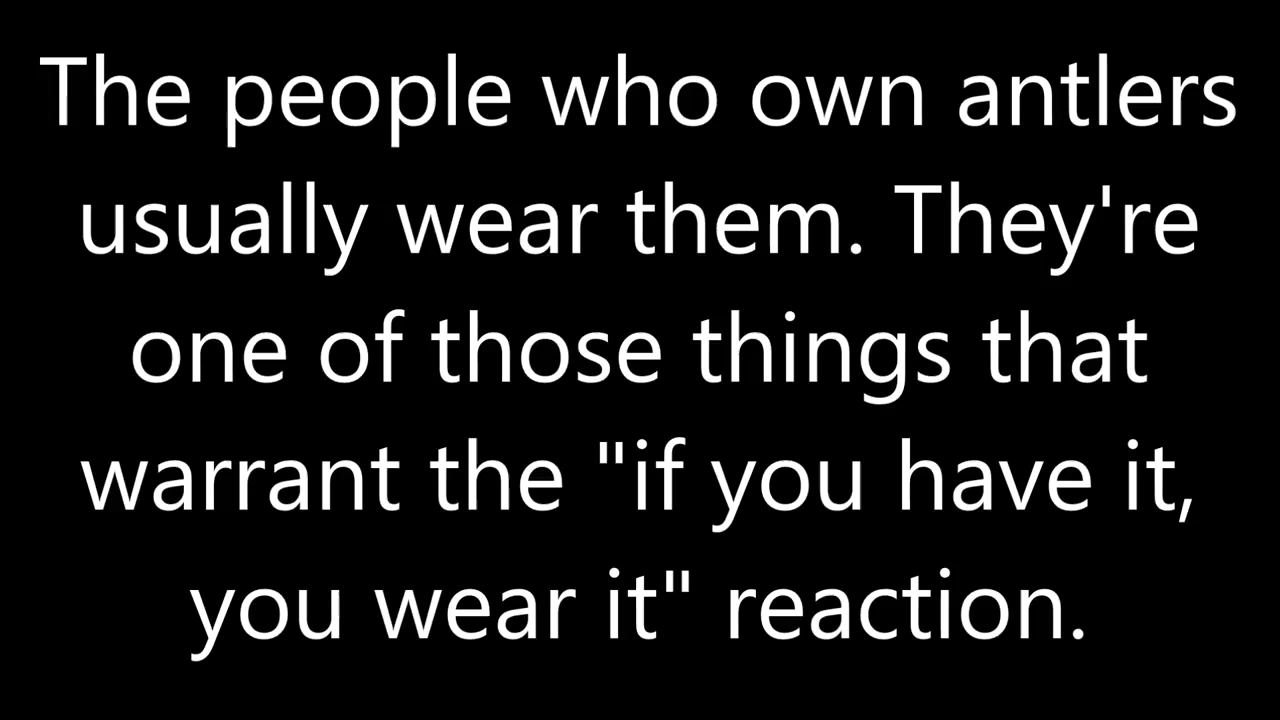 The people who own antlers
usually wear them. They're
one of those things that
warrant the "if you have it,
you wear it" reaction.